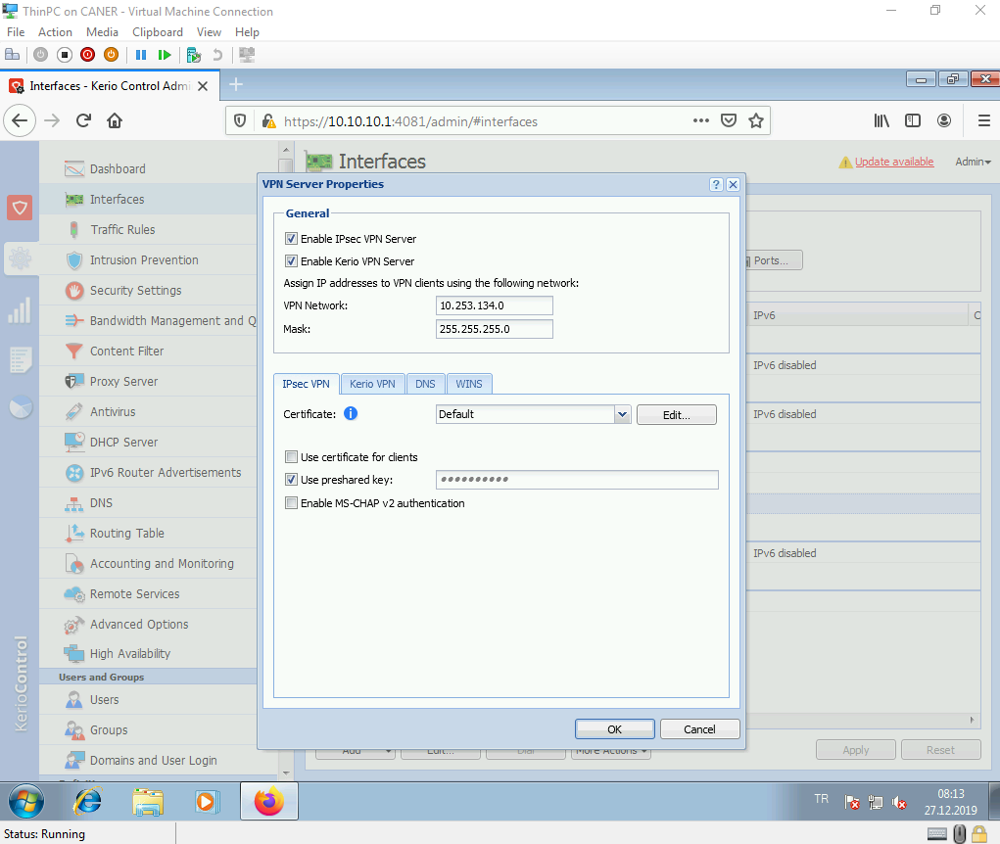 ThinPC on CANER - Virtual Machine Connection
File Action Media Clipboard View Help
Interfaces - Kerio Control Admi
https://10.10.10.1:4081/admin/#interfaces
Interfaces
Update available
Admin
Dashboard
Interfaces
Traffic Rules
Intrusion Prevention
Security Settings
Bandwidth Management and Q
Content Filter
Proxy Server
Antivirus
DHCP Server
IPv6 Router Advertisements
DNS
Routing Table
Accounting and Monitoring
Remote Services
Advanced Options
High Availability
Users and Groups
Users
Groups
Domains and User Login
KerioControl
VPN Server Properties
General
Enable IPsec VPN Server
Enable Kerio VPN Server
Assign IP addresses to VPN clients using the following network:
VPN Network: 10.253.134.0
Mask: 255.255.255.0
IPsec VPN Kerio VPN DNS WINS
Certificate: Default Edit...
Use certificate for clients
Use preshared key: ••••••••••
Enable MS-CHAP v2 authentication
OK Cancel
Ports...
IPv6 C
IPv6 disabled
IPv6 disabled
IPv6 disabled
Add Edit... Dial More Actions Apply Reset
TR
08:13
27.12.2019
Status: Running